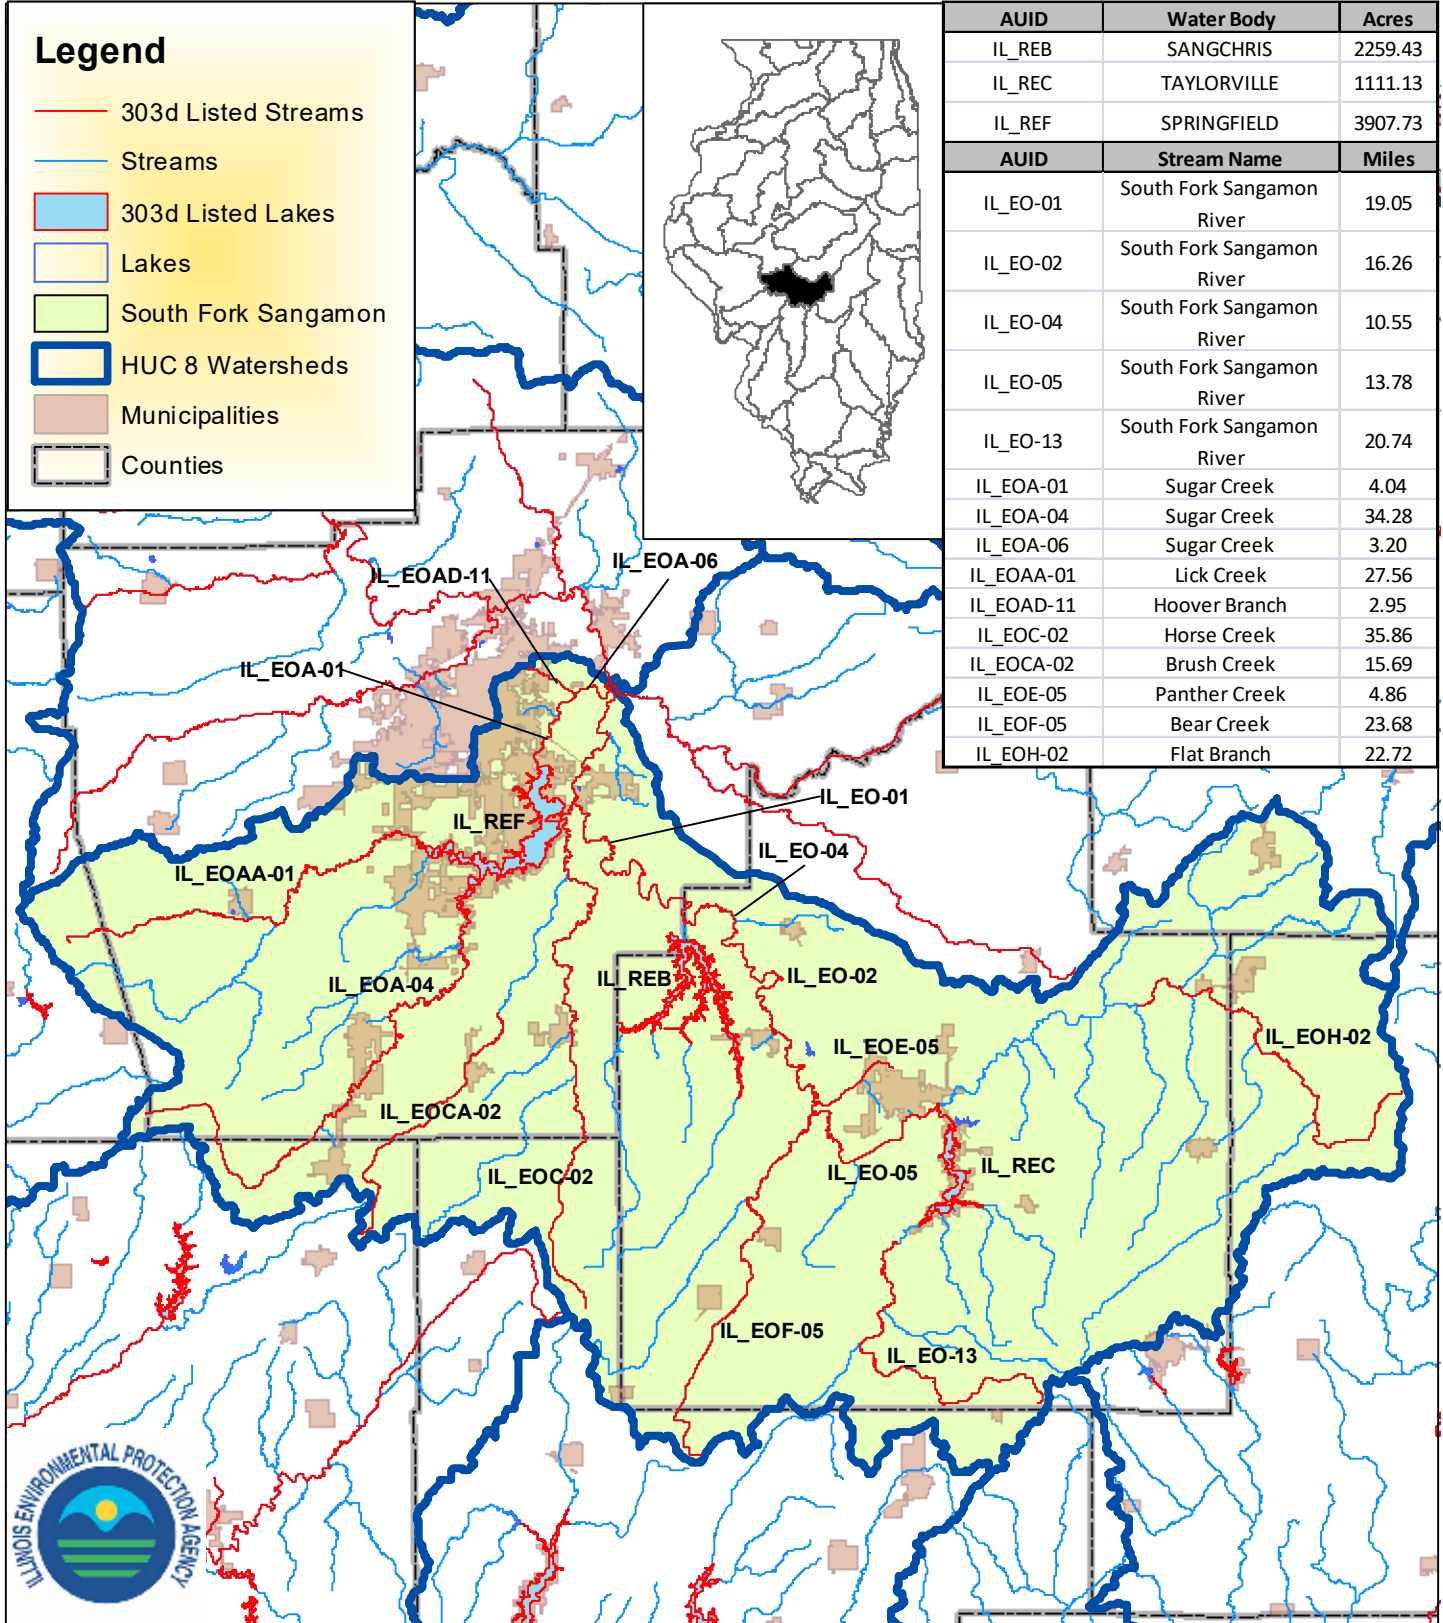 Legend
303d Listed Streams
Streams
303d Listed Lakes
Lakes
South Fork Sangamon
HUC 8 Watersheds
Municipalities
Counties
AUID Water Body Acres
IL_REB SANGCHRIS 2259.43
IL_REC TAYLORVILLE 1111.13
IL_REF SPRINGFIELD 3907.73
AUID Stream Name Miles
IL_EO-01 South Fork Sangamon River 19.05
IL_EO-02 South Fork Sangamon River 16.26
IL_EO-04 South Fork Sangamon River 10.55
IL_EO-05 South Fork Sangamon River 13.78
IL_EO-13 South Fork Sangamon River 20.74
IL_EOA-01 Sugar Creek 4.04
IL_EOA-04 Sugar Creek 34.28
IL_EOA-06 Sugar Creek 3.20
IL_EOAA-01 Lick Creek 27.56
IL_EOAD-11 Hoover Branch 2.95
IL_EOC-02 Horse Creek 35.86
IL_EOCA-02 Brush Creek 15.69
IL_EOE-05 Panther Creek 4.86
IL_EOF-05 Bear Creek 23.68
IL_EOH-02 Flat Branch 22.72
IL_EOAD-11
IL_EOA-06
IL_EOA-01
IL_EO-01
IL_REF
IL_EO-04
IL_EOAA-01
IL_EOA-04
IL_REB
IL_EO-02
IL_EOH-02
IL_EOE-05
IL_EOCA-02
IL_REC
IL_EO-05
IL_EOC-02
IL_EOF-05
IL_EO-13
ILLINOIS ENVIRONMENTAL PROTECTION AGENCY